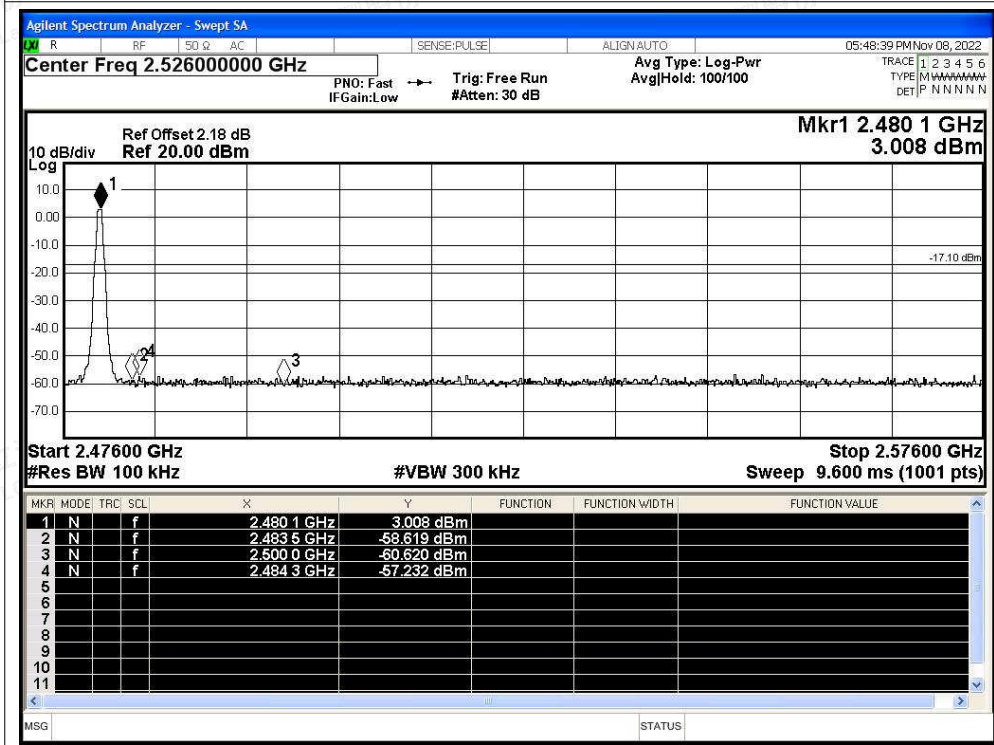 Agilent Spectrum Analyzer - Swept SA
LXI R RF 50 Ω AC SENSE:PULSE ALIGN AUTO 05:48:39 PM Nov 08, 2022
Center Freq 2.526000000 GHz
PNO: Fast
IFGain:Low
Trig: Free Run
#Atten: 30 dB
Avg Type: Log-Pwr
Avg|Hold: 100/100
TRACE 1 2 3 4 5 6
TYPE M
DET P N N N N N
Mkr1 2.480 1 GHz
3.008 dBm
Ref Offset 2.18 dB
10 dB/div Ref 20.00 dBm
Log
1
10.0
0.00
-10.0
-17.10 dBm
-20.0
-30.0
-40.0
-50.0
2 4 3
-60.0
-70.0
Start 2.47600 GHz Stop 2.57600 GHz
#Res BW 100 kHz #VBW 300 kHz Sweep 9.600 ms (1001 pts)
MKR MODE TRC SCL X Y FUNCTION FUNCTION WIDTH FUNCTION VALUE
1 N f 2.480 1 GHz 3.008 dBm
2 N f 2.483 5 GHz -58.619 dBm
3 N f 2.500 0 GHz -60.620 dBm
4 N f 2.484 3 GHz -57.232 dBm
5
6
7
8
9
10
11
MSG STATUS